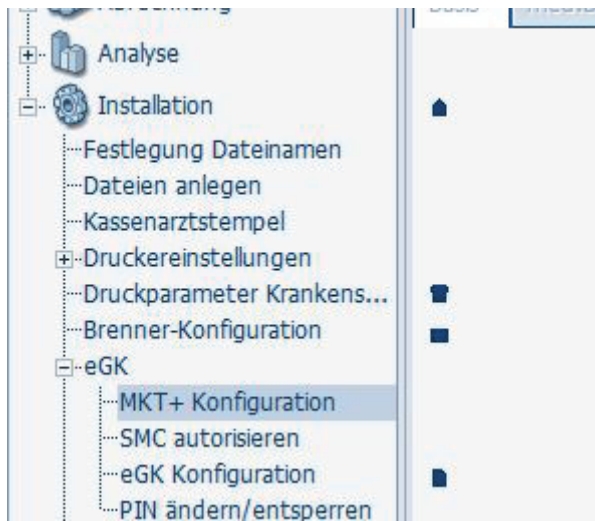 Analyse
Installation
Festlegung Dateinamen
Dateien anlegen
Kassenarztstempel
Druckereinstellungen
Druckparameter Krankens...
Brenner-Konfiguration
eGK
MKT+ Konfiguration
SMC autorisieren
eGK Konfiguration
PIN ändern/entsperren